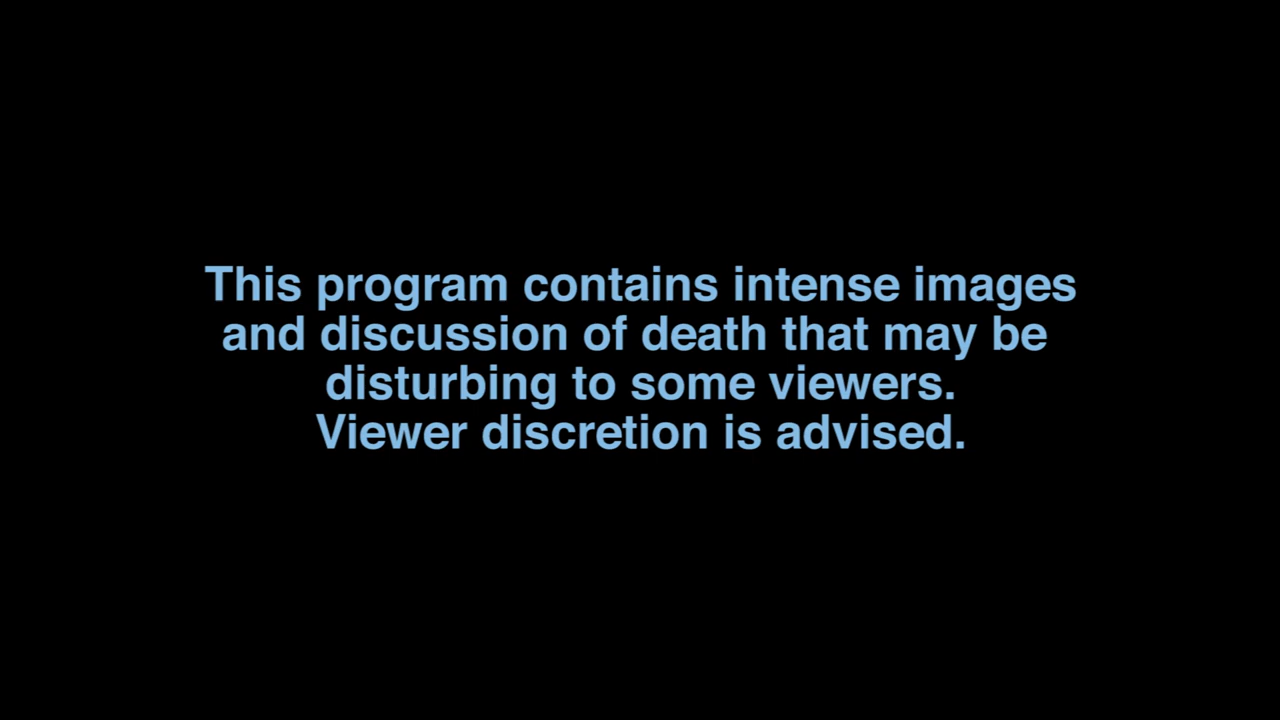 This program contains intense images
and discussion of death that may be
disturbing to some viewers.
Viewer discretion is advised.